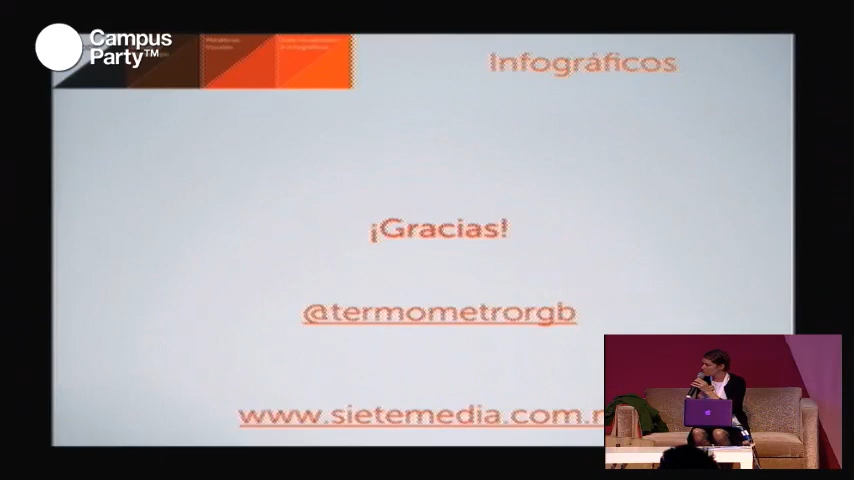 Campus
Party™
Infográficos
¡Gracias!
@termometrorgb
www.sietemedia.com.